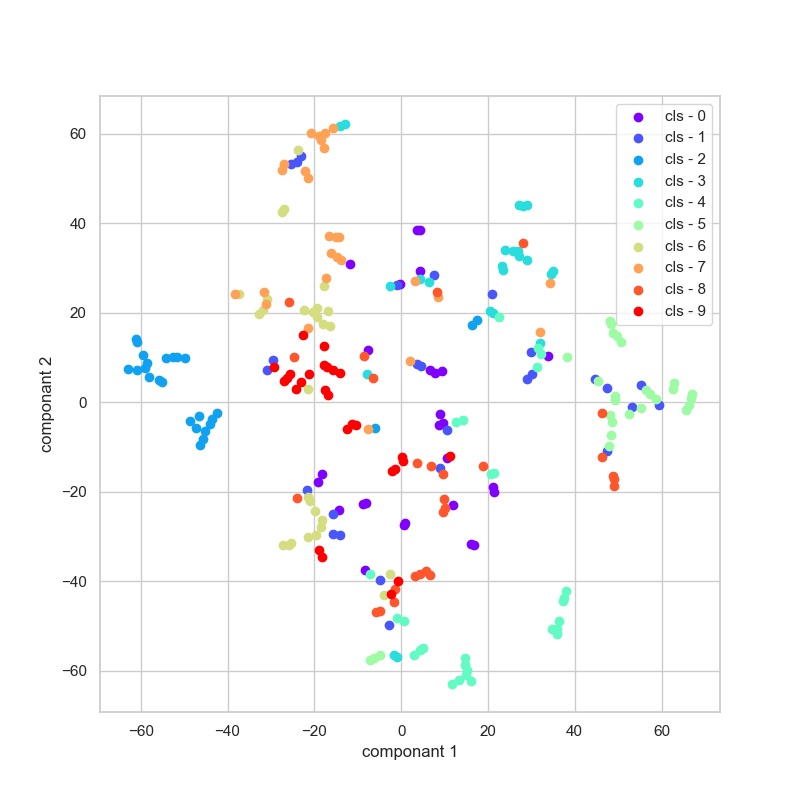 cls - 0
cls - 1
cls - 2
cls - 3
cls - 4
cls - 5
cls - 6
cls - 7
cls - 8
cls - 9
60
40
20
0
−20
−40
−60
componant 2
−60 −40 −20 0 20 40 60
componant 1